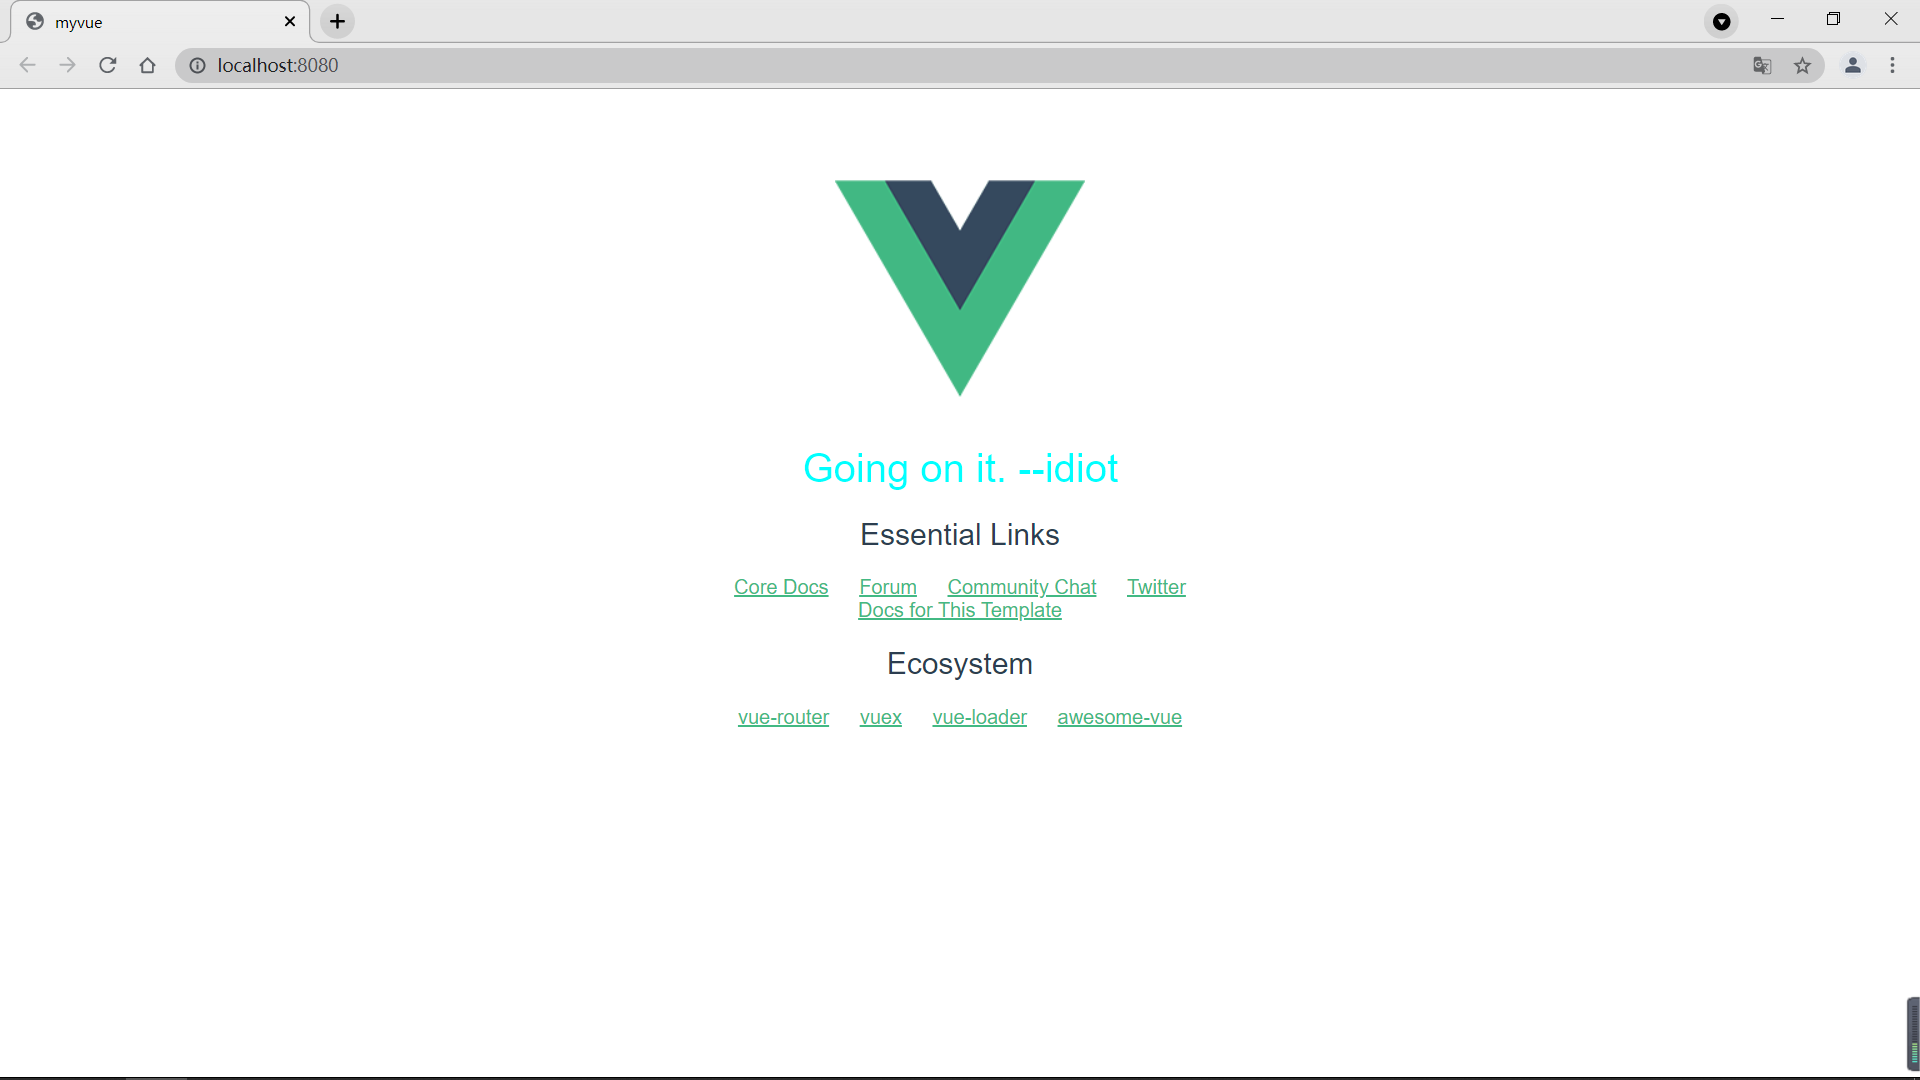 myvue
localhost:8080
Going on it. --idiot
Essential Links
Core Docs Forum Community Chat Twitter
Docs for This Template
Ecosystem
vue-router vuex vue-loader awesome-vue